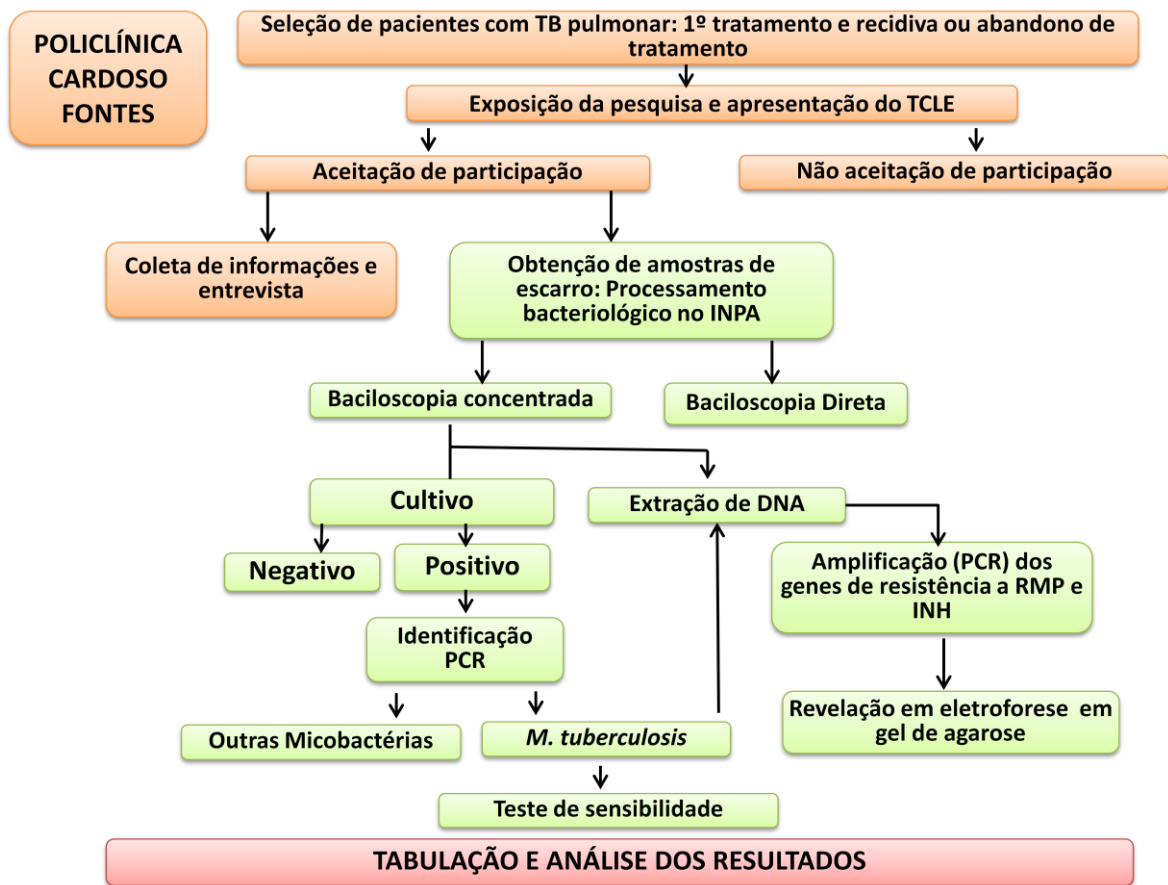 POLICLÍNICA
CARDOSO
FONTES
Seleção de pacientes com TB pulmonar: 1º tratamento e recidiva ou abandono de
tratamento
Exposição da pesquisa e apresentação do TCLE
Aceitação de participação
Não aceitação de participação
Coleta de informações e
entrevista
Obtenção de amostras de
escarro: Processamento
bacteriológico no INPA
Baciloscopia concentrada
Baciloscopia Direta
Cultivo
Extração de DNA
Negativo
Positivo
Amplificação (PCR) dos
genes de resistência a RMP e
INH
Identificação
PCR
Revelação em eletroforese em
gel de agarose
Outras Micobactérias
M. tuberculosis
Teste de sensibilidade
TABULAÇÃO E ANÁLISE DOS RESULTADOS